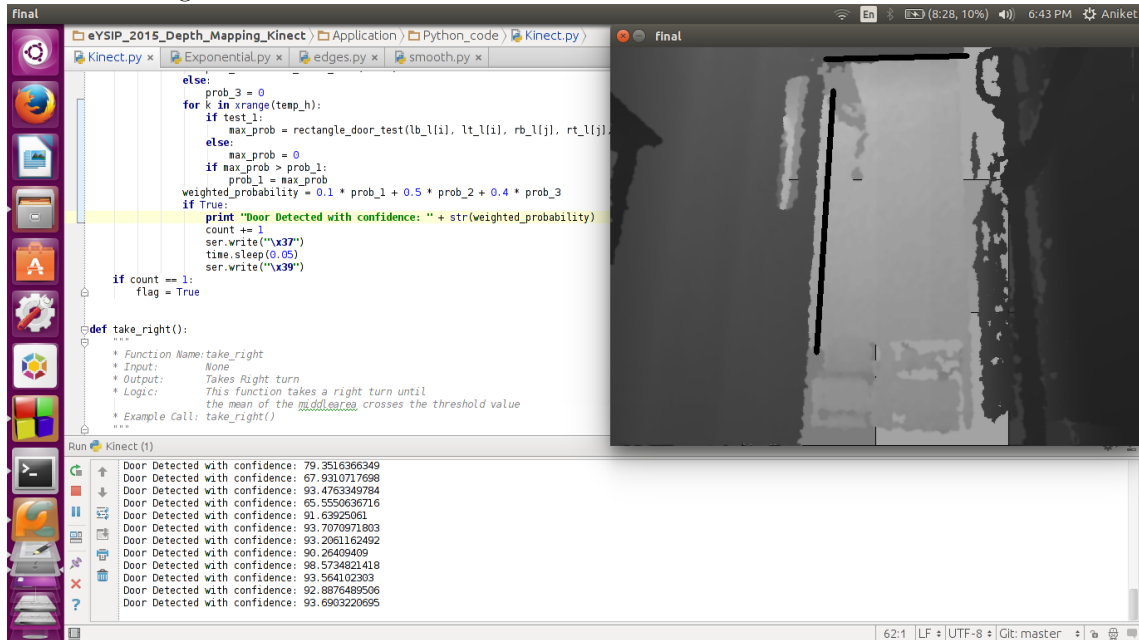 final
En (8:28, 10%) 6:43 PM Aniket
eYSIP_2015_Depth_Mapping_Kinect Application Python_code Kinect.py
Kinect.py × Exponential.py × edges.py × smooth.py ×
else:
prob_3 = 0
for k in xrange(temp_h):
if test_1:
max_prob = rectangle_door_test(lb_l[i], lt_l[i], rb_l[j], rt_l[j],
else:
max_prob = 0
if max_prob > prob_1:
prob_1 = max_prob
weighted_probability = 0.1 * prob_1 + 0.5 * prob_2 + 0.4 * prob_3
if True:
print "Door Detected with confidence: " + str(weighted_probability)
count += 1
ser.write("\x37")
time.sleep(0.05)
ser.write("\x39")
if count == 1:
flag = True
def take_right():
"""
* Function Name:take_right
* Input: None
* Output: Takes Right turn
* Logic: This function takes a right turn until
the mean of the middlearea crosses the threshold value
* Example Call: take_right()
"""
final
Run Kinect (1)
Door Detected with confidence: 79.3516366349
Door Detected with confidence: 67.9310717698
Door Detected with confidence: 93.4763349784
Door Detected with confidence: 65.5550636716
Door Detected with confidence: 91.63925061
Door Detected with confidence: 93.7070971803
Door Detected with confidence: 93.2061162492
Door Detected with confidence: 90.26409409
Door Detected with confidence: 98.5734821418
Door Detected with confidence: 93.564102303
Door Detected with confidence: 92.8876489506
Door Detected with confidence: 93.6903220695
62:1 LF UTF-8 Git: master